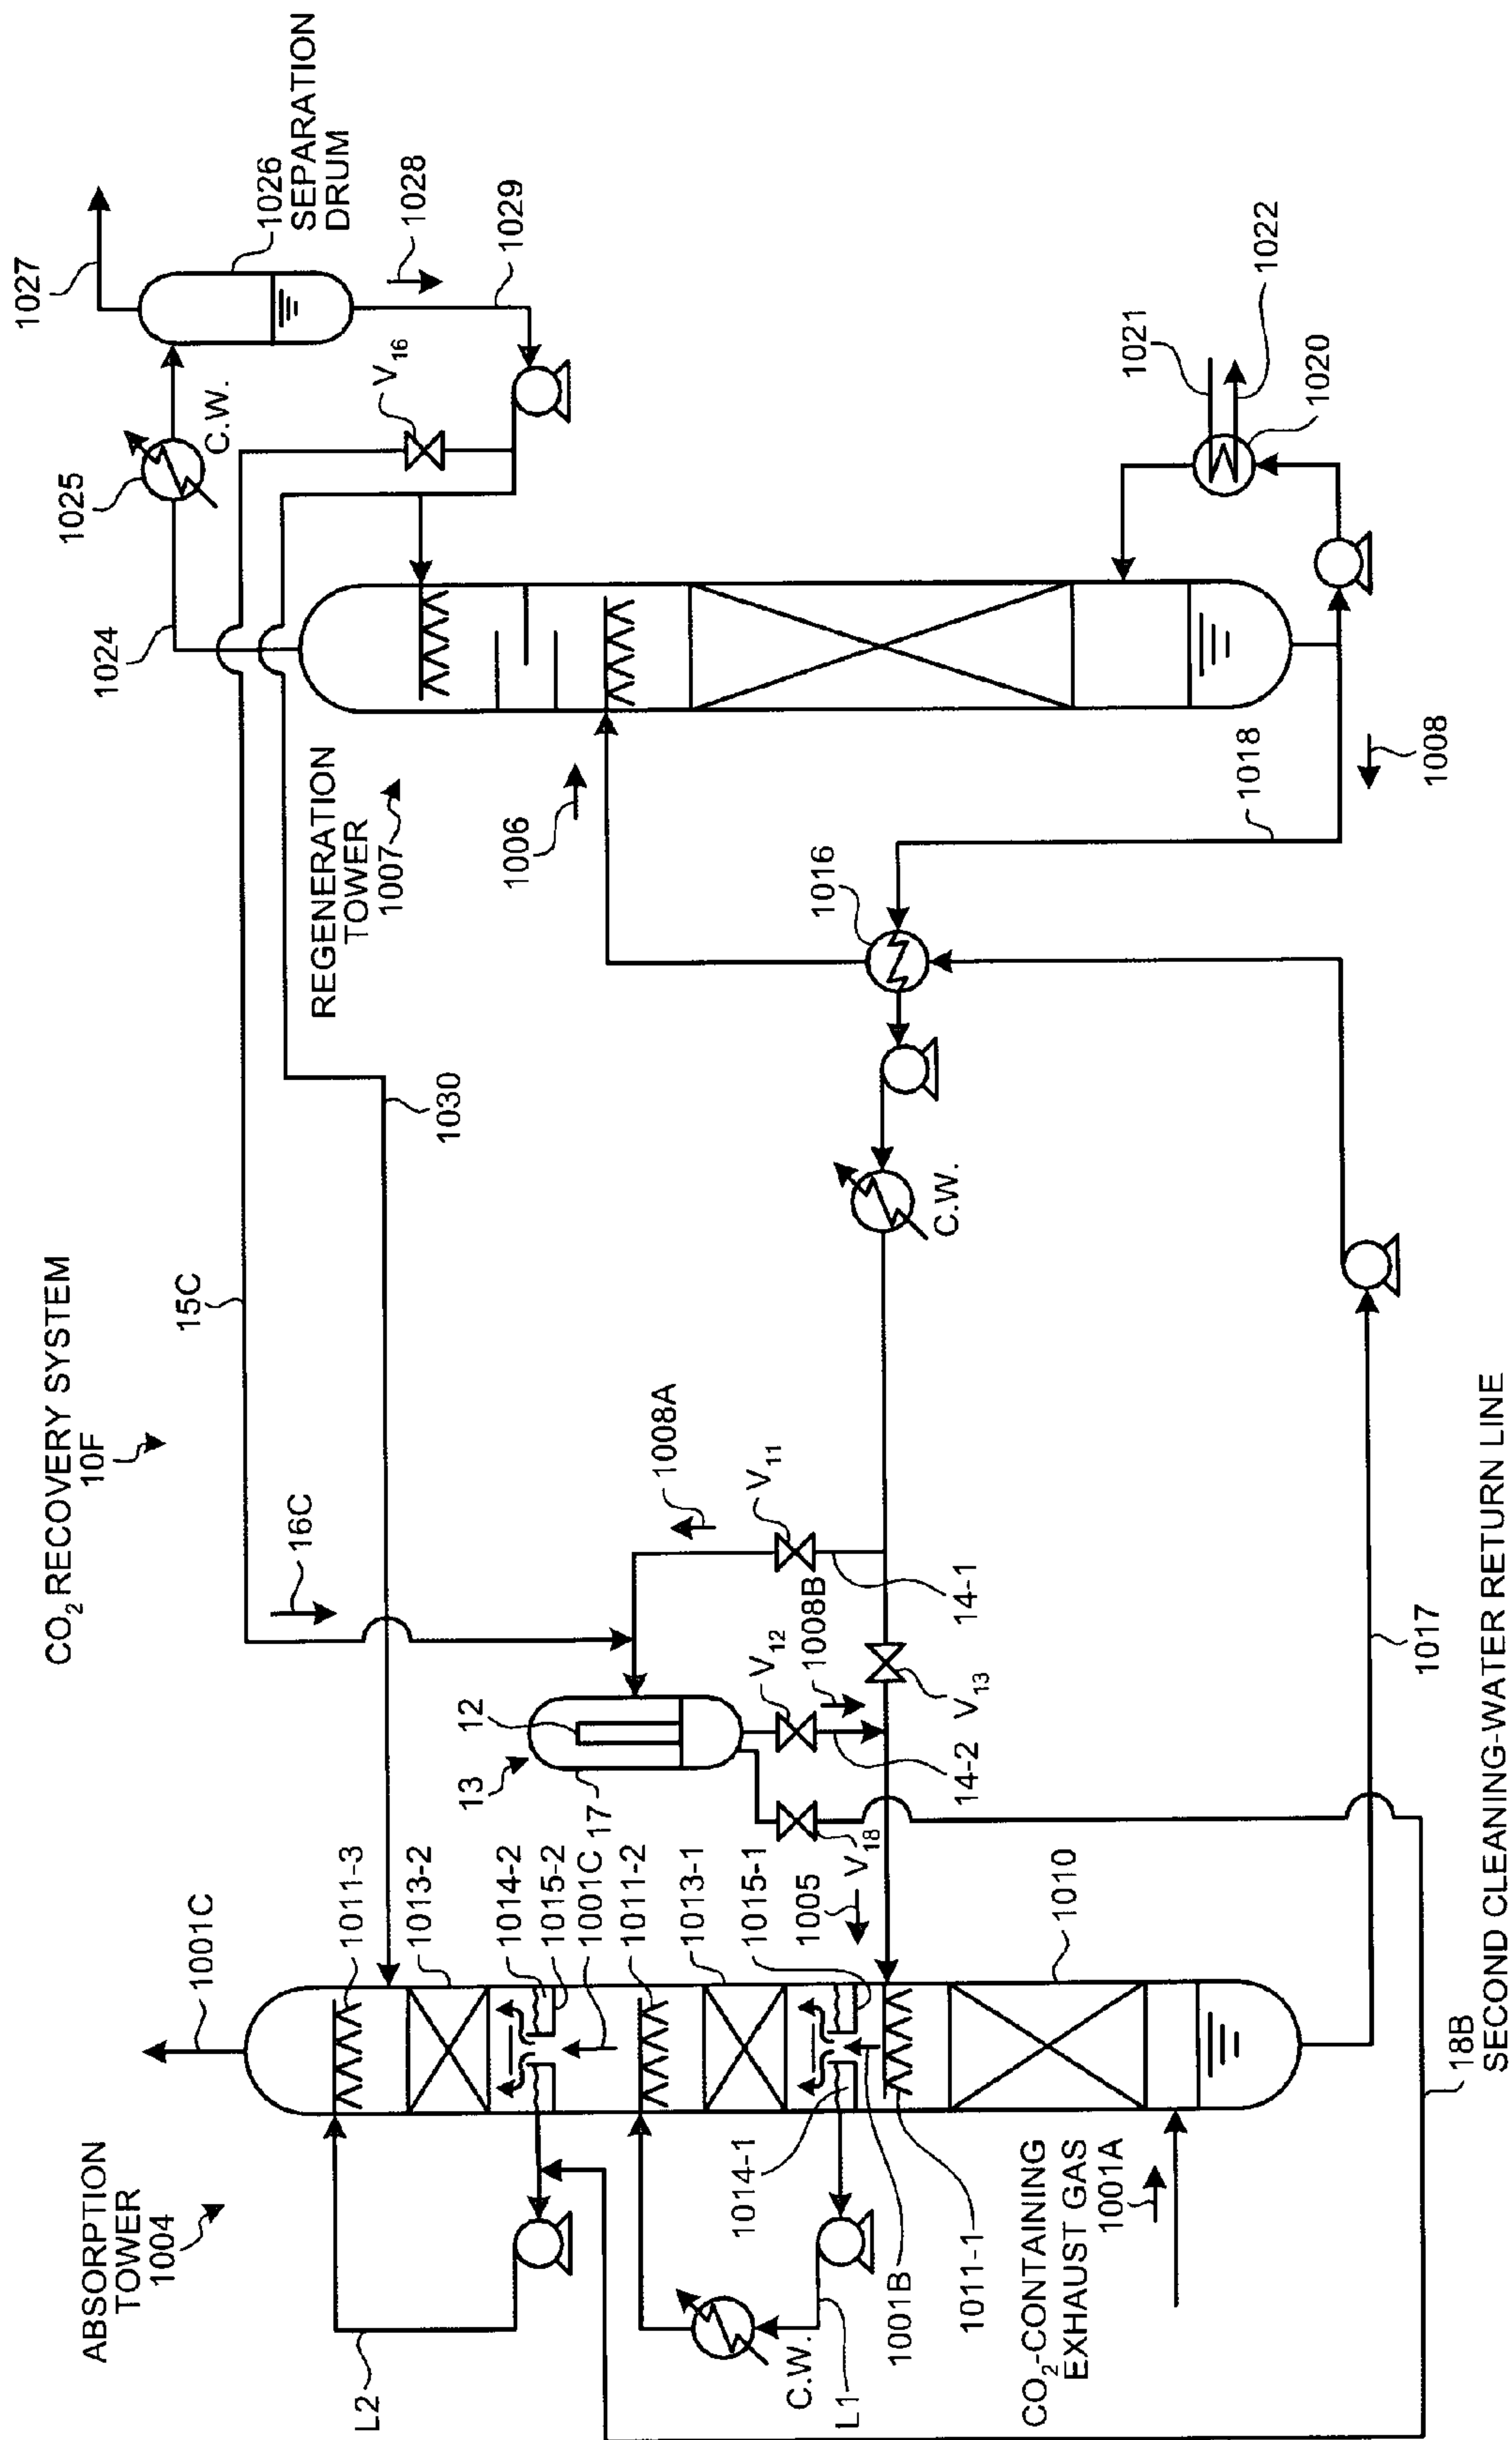 CO2 RECOVERY SYSTEM
10F
ABSORPTION
TOWER
1004
1001C
1011-3
1013-2
1014-2
1015-2
1001C
1011-2
1013-1
1015-1
1005
1010
L2
1014-1
C.W.
L1
1001B
1011-1
CO2-CONTAINING
EXHAUST GAS
1001A
15C
16C
13
12
17
V18
V12
1008B
14-2
V13
14-1
V11
1008A
1030
C.W.
1016
1017
1018
1008
REGENERATION
TOWER
1007
1006
1024
1025
C.W.
V16
1027
1026
SEPARATION
DRUM
1028
1029
1021
1022
1020
18B
SECOND CLEANING-WATER RETURN LINE